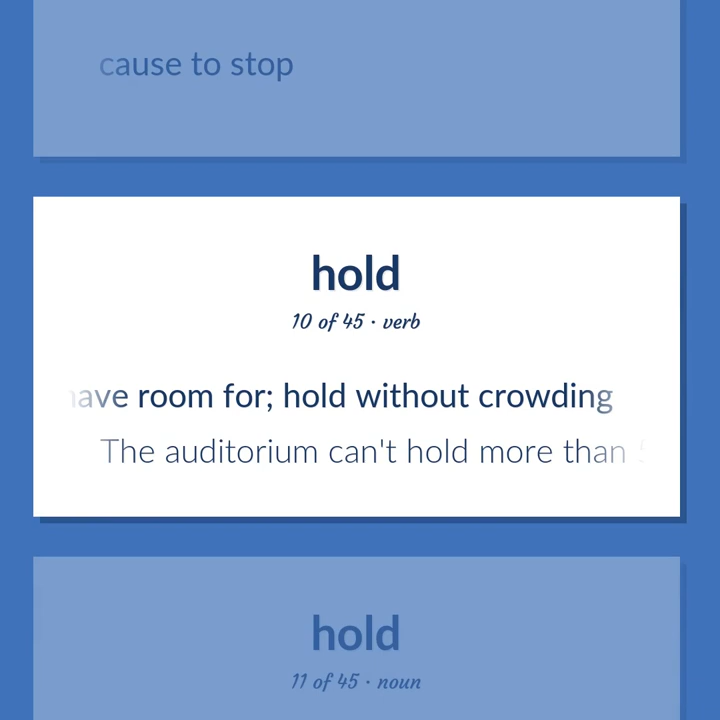 cause to stop
hold
10 of 45 · verb
have room for; hold without crowding
The auditorium can't hold more than
hold
11 of 45 · noun